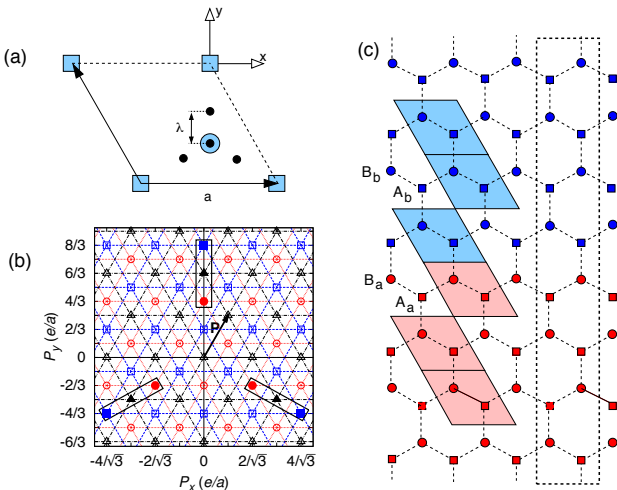 (a)
y
x
λ
a
(b)
P_y (e/a)
8/3
6/3
4/3
2/3
0
-2/3
-4/3
-6/3
P
-4/√3 -2/√3 0 2/√3 4/√3
P_x (e/a)
(c)
B_b
A_b
B_a
A_a